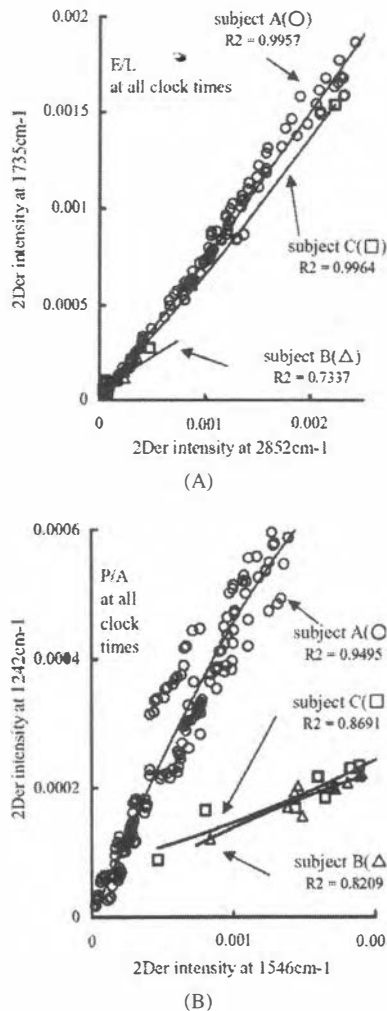 0.002
0.0015
0.001
0.0005
0
2Der intensity at 1735cm-1
E/L
at all clock times
subject A(○)
R2 = 0.9957
subject C(□)
R2 = 0.9964
subject B(△)
R2 = 0.7337
0.001
0.002
2Der intensity at 2852cm-1
(A)
0.0006
0.0004
0.0002
0
2Der intensity at 1242cm-1
P/A
at all
clock
times
subject A(○
R2 = 0.9495
subject C(□
R2 = 0.8691
subject B(△
R2 = 0.8209
0
0.001
0.00
2Der intensity at 1546cm-1
(B)